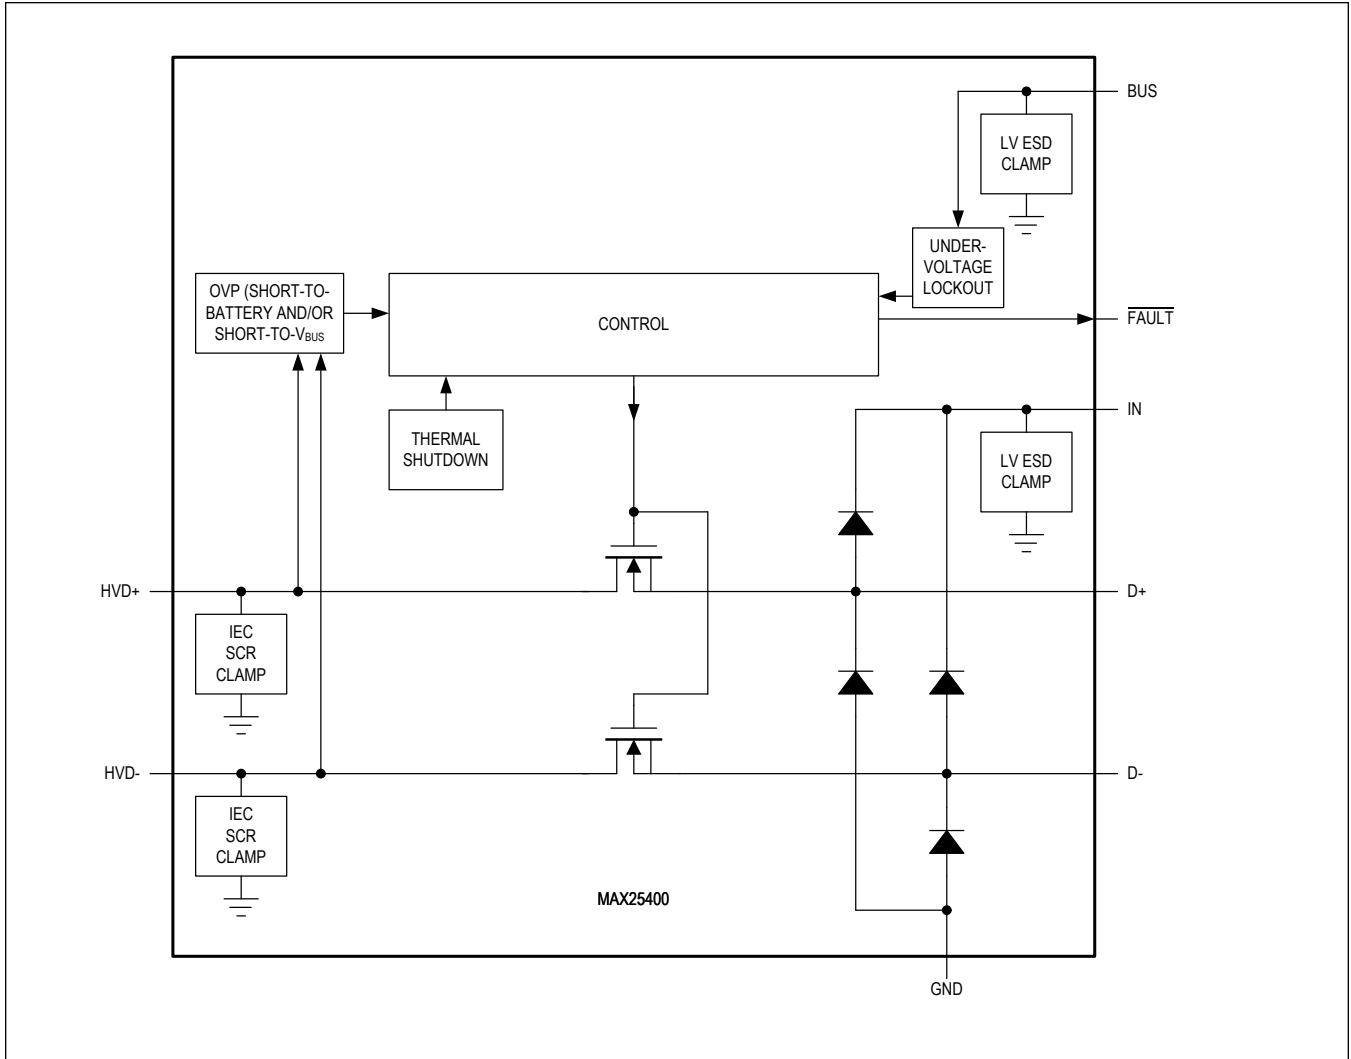 BUS
LV ESD
CLAMP
UNDER-
VOLTAGE
LOCKOUT
OVP (SHORT-TO-
BATTERY AND/OR
SHORT-TO-VBUS
CONTROL
FAULT
THERMAL
SHUTDOWN
IN
LV ESD
CLAMP
HVD+
D+
IEC
SCR
CLAMP
HVD-
D-
IEC
SCR
CLAMP
MAX25400
GND